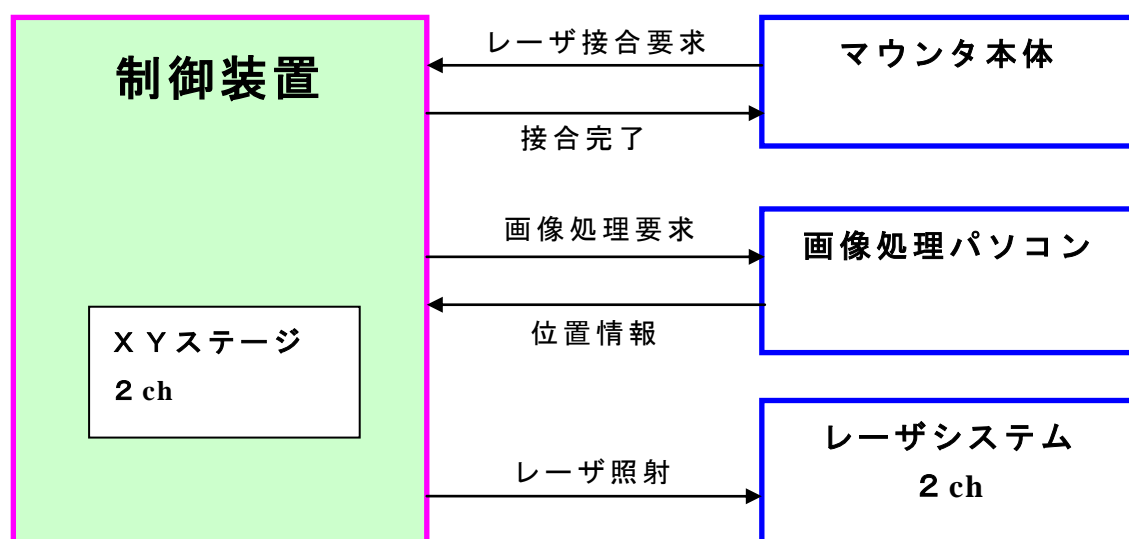 制御装置
XYステージ
2ch
レーザ接合要求
接合完了
画像処理要求
位置情報
レーザ照射
マウンタ本体
画像処理パソコン
レーザシステム
2ch